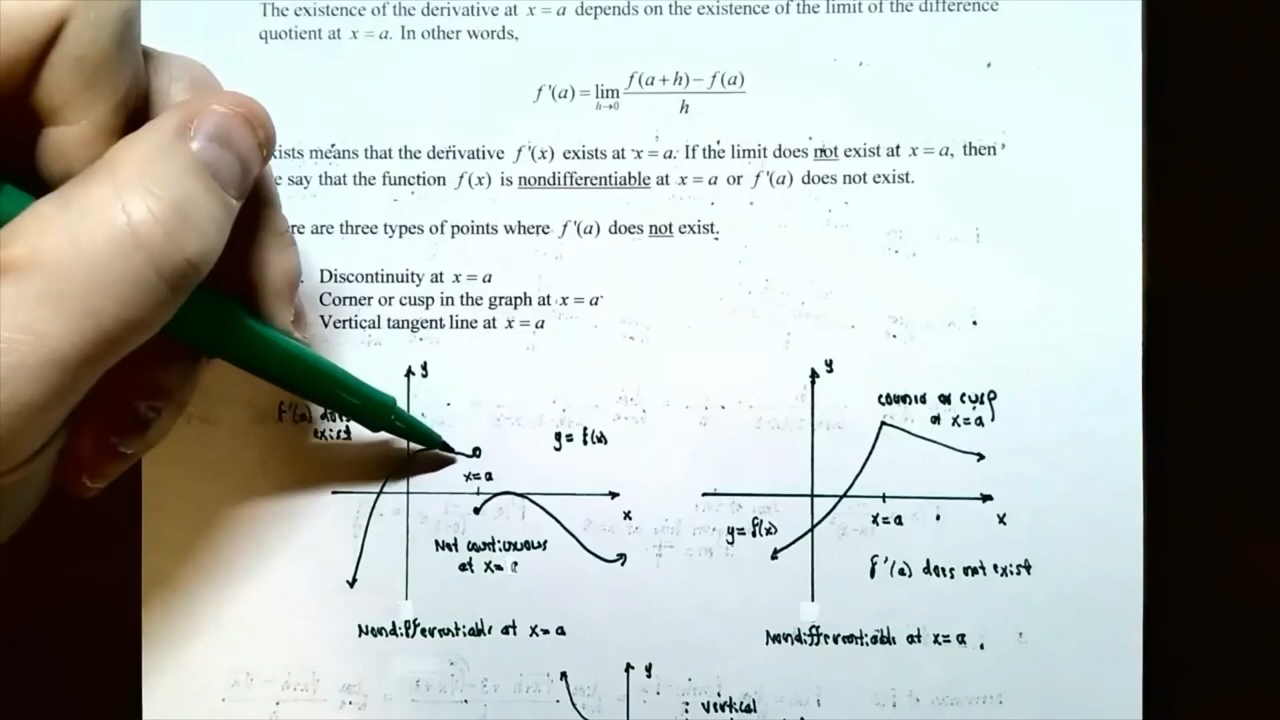 The existence of the derivative at x = a depends on the existence of the limit of the difference
quotient at x = a. In other words,
f'(a) = lim h→0 f(a+h) − f(a) / h
means that the derivative f'(x) exists at x = a. If the limit does not exist at x = a, then
say that the function f(x) is nondifferentiable at x = a or f'(a) does not exist.
are three types of points where f'(a) does not exist.
Discontinuity at x = a
Corner or cusp in the graph at x = a
Vertical tangent line at x = a
y
f'(a)
exist
y = f(x)
x=a
x
Not continuous
at x=
Nondifferentiable at x=a
y
or cusp
at x=a
y=f(x)
x=a
x
f'(a) does not exist
Nondifferentiable at x=a.
y
vertical